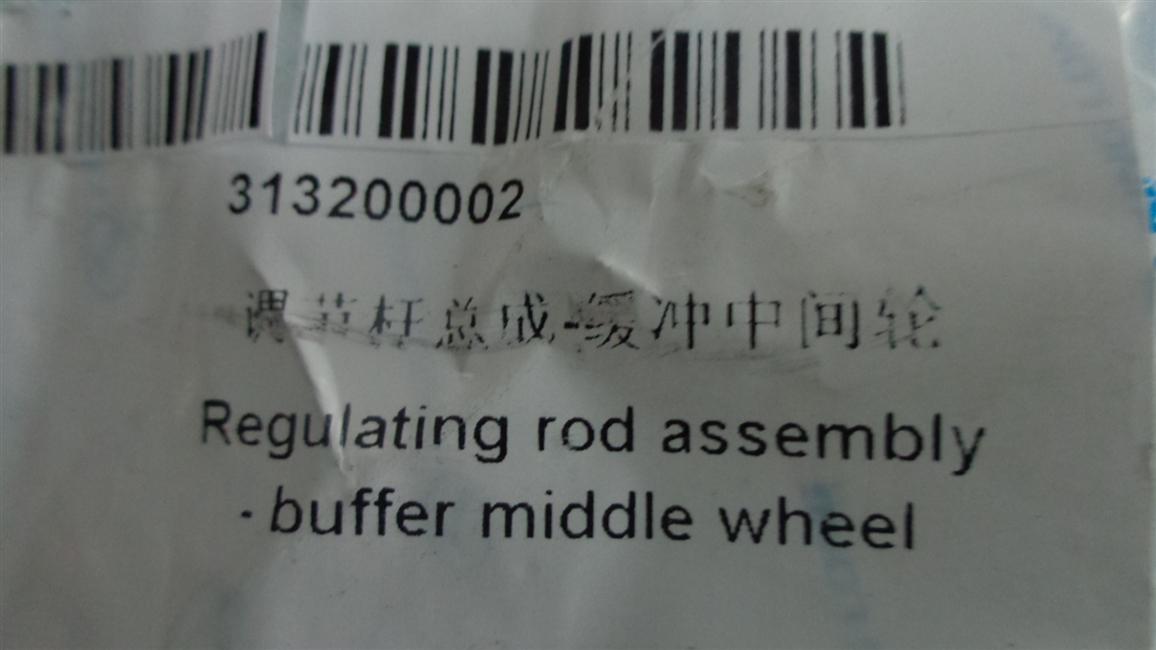 313200002
调节杆总成-缓冲中间轮
Regulating rod assembly
- buffer middle wheel